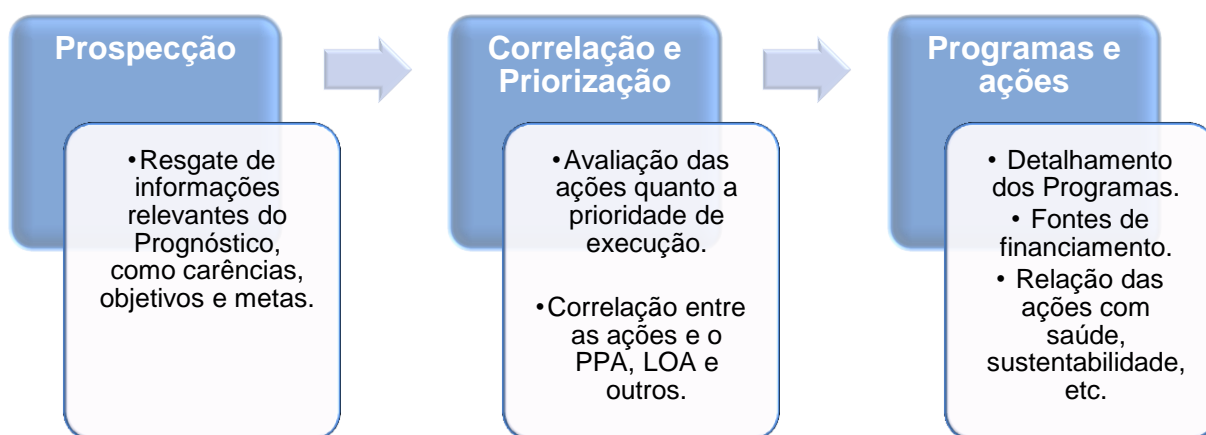 Prospecção
•Resgate de
informações
relevantes do
Prognóstico,
como carências,
objetivos e metas.
Correlação e
Priorização
•Avaliação das
ações quanto a
prioridade de
execução.
•Correlação entre
as ações e o
PPA, LOA e
outros.
Programas e
ações
• Detalhamento
dos Programas.
• Fontes de
financiamento.
• Relação das
ações com
saúde,
sustentabilidade,
etc.